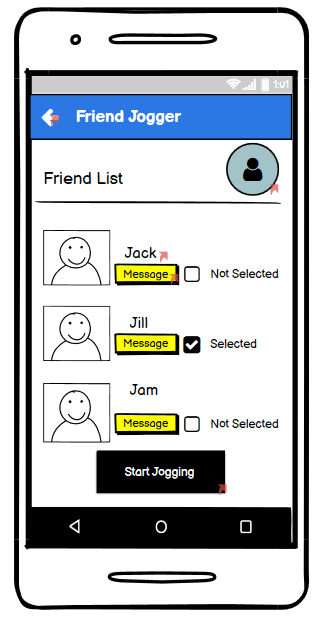 1:01
Friend Jogger
Friend List
Jack
Message Not Selected
Jill
Message Selected
Jam
Message Not Selected
Start Jogging